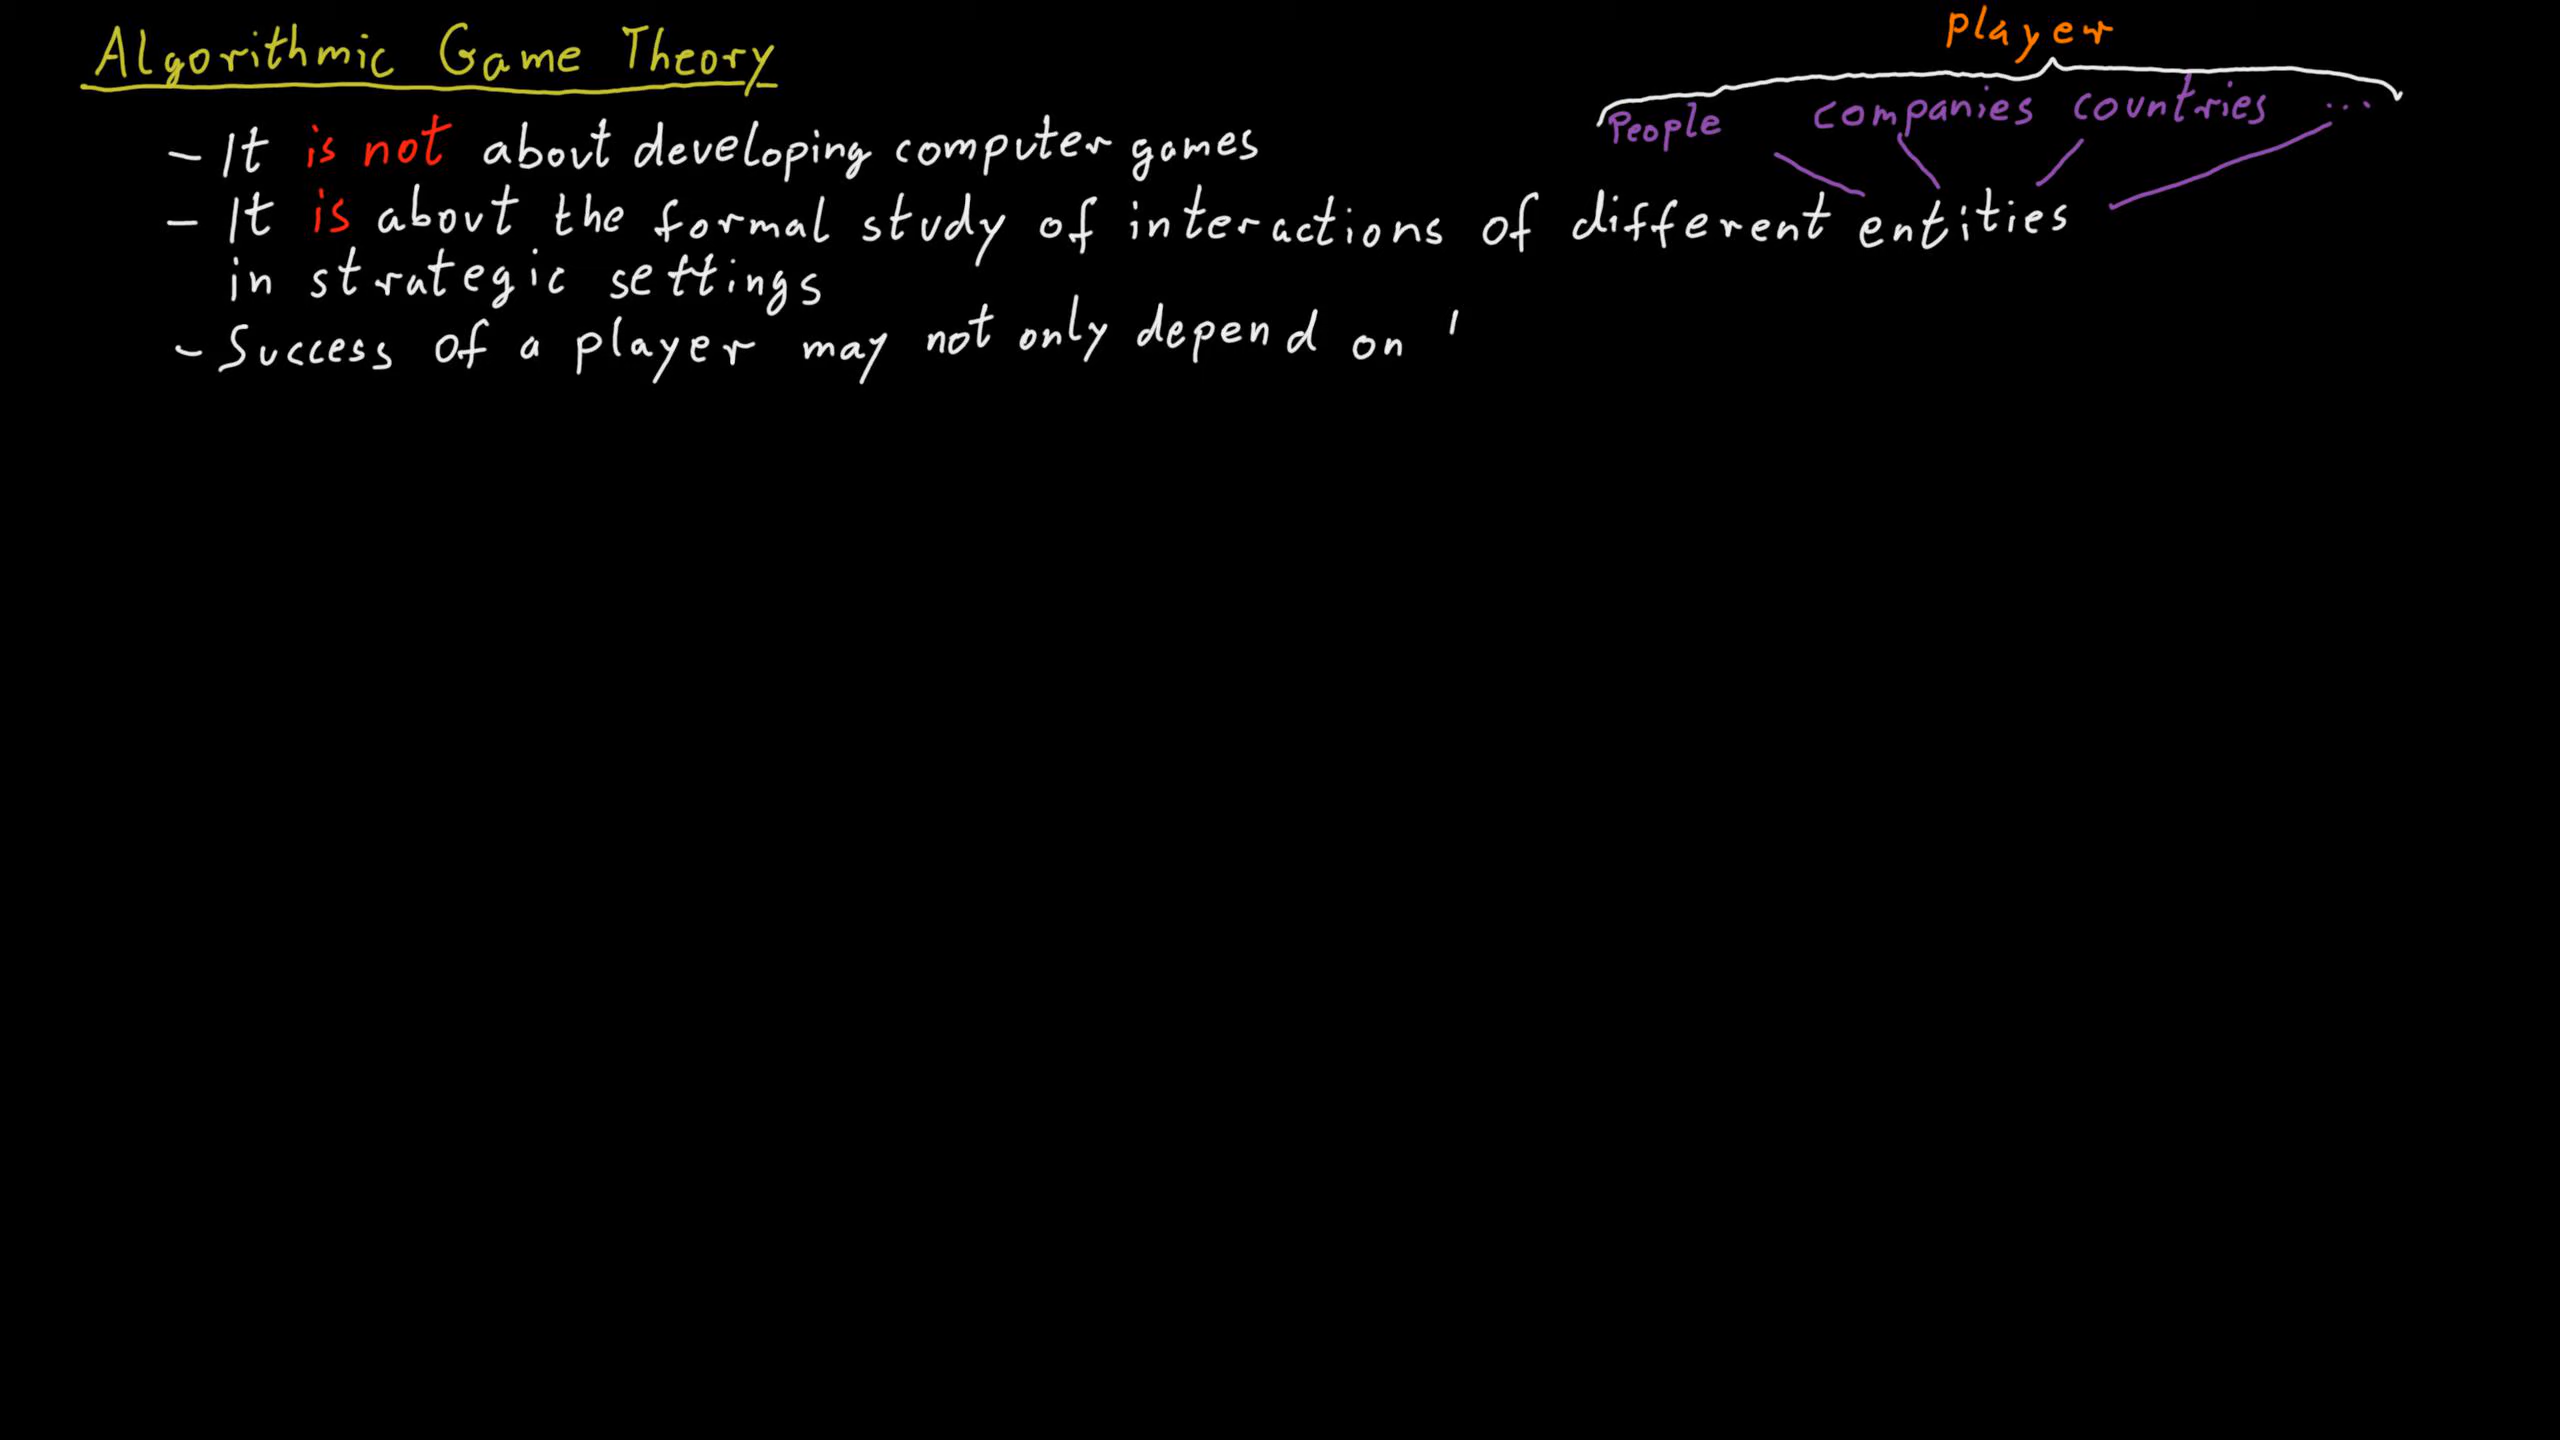 Algorithmic Game Theory
player
People companies countries ...
- It is not about developing computer games
- It is about the formal study of interactions of different entities
in strategic settings
- Success of a player may not only depend on